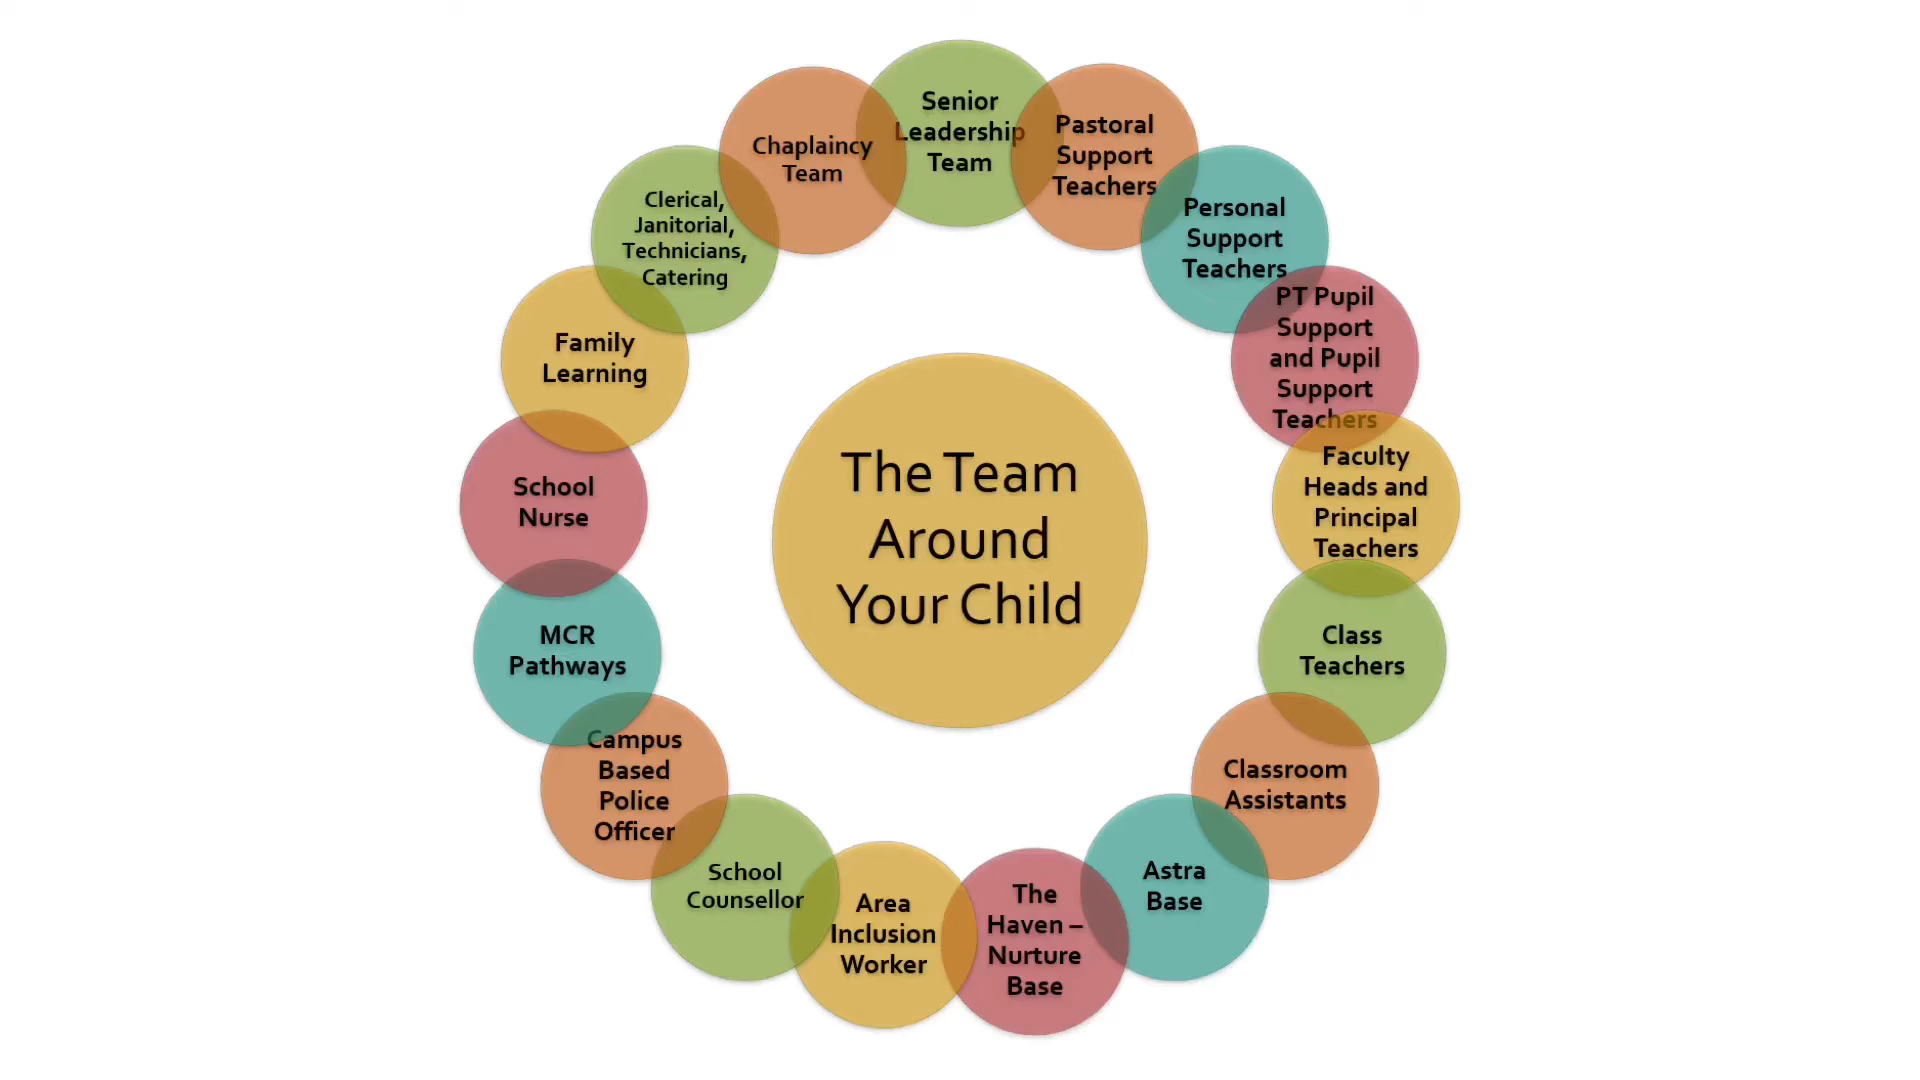 Senior
Leadership
Team
Pastoral
Support
Teachers
Personal
Support
Teachers
PT Pupil
Support
and Pupil
Support
Teachers
Faculty
Heads and
Principal
Teachers
Class
Teachers
Classroom
Assistants
Astra
Base
The
Haven –
Nurture
Base
Area
Inclusion
Worker
School
Counsellor
Campus
Based
Police
Officer
MCR
Pathways
School
Nurse
Family
Learning
Clerical,
Janitorial,
Technicians,
Catering
Chaplaincy
Team
The Team
Around
Your Child